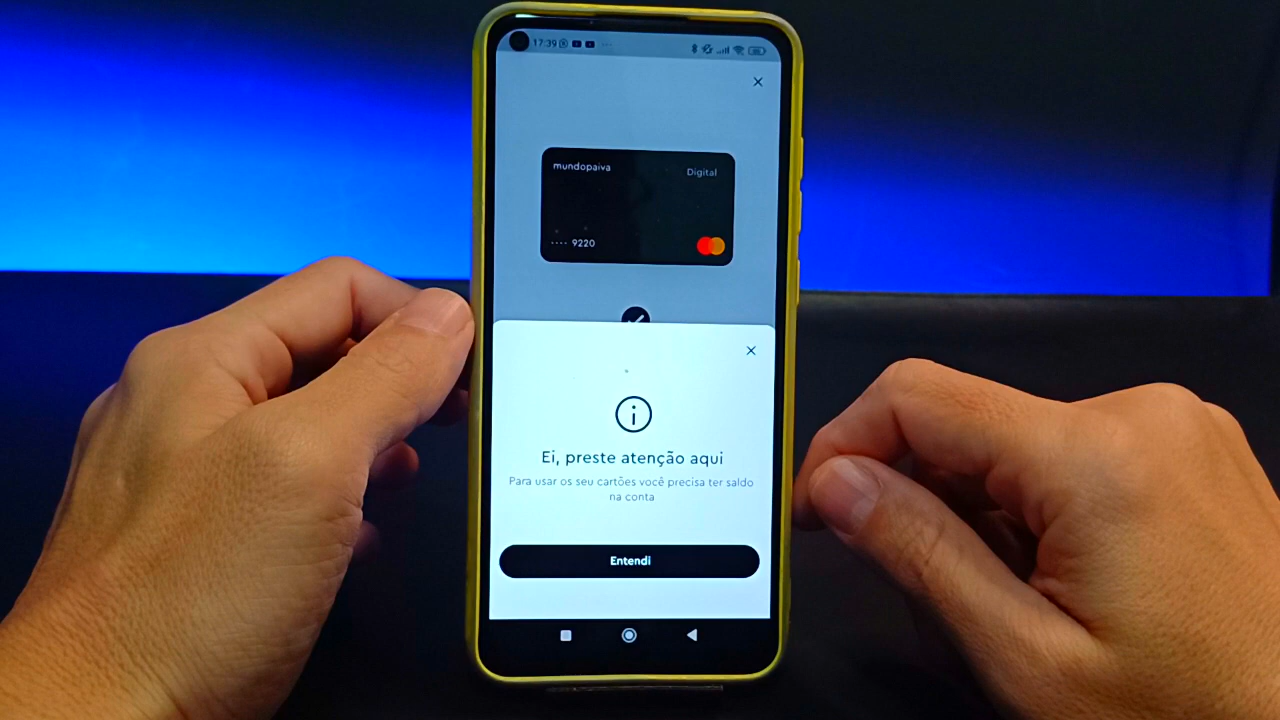 17:39
mundopaiva
Digital
···· 9220
Ei, preste atenção aqui
Para usar os seu cartões você precisa ter saldo
na conta
Entendi